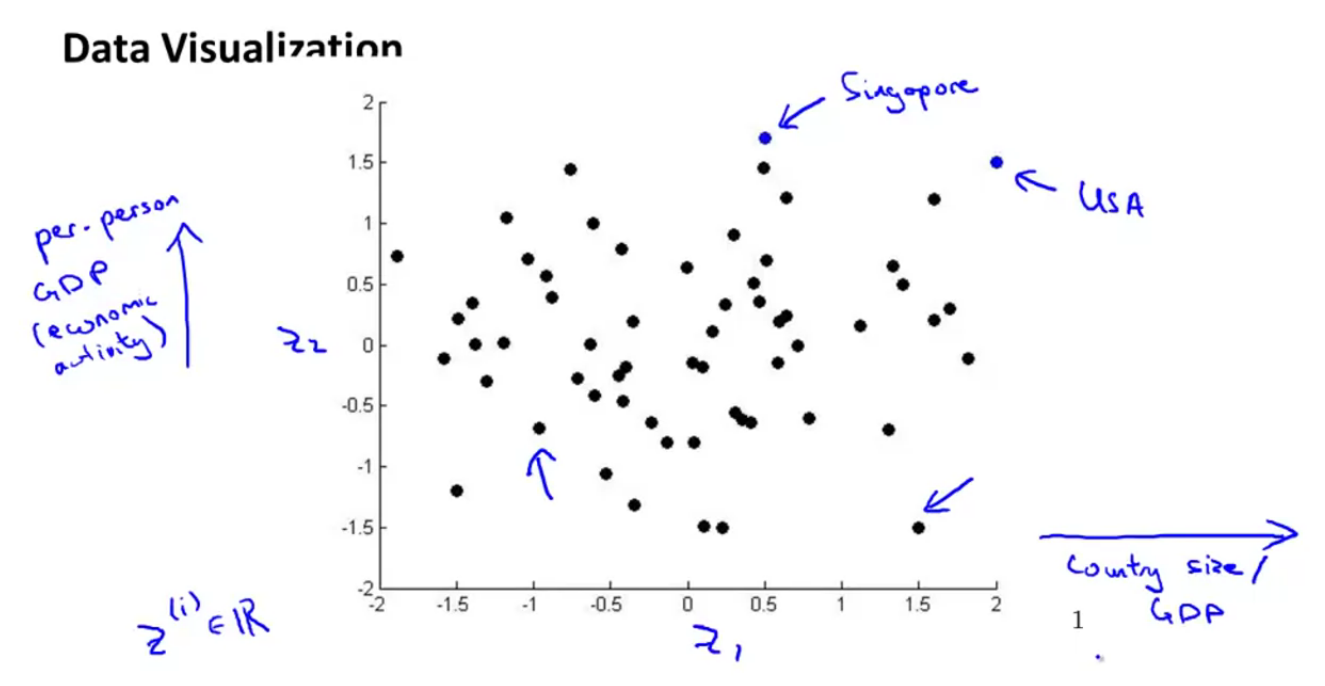 Data Visualization
Singapore
USA
per-person
GDP
(economic
activity)
z₂
2
1.5
1
0.5
0
-0.5
-1
-1.5
-2
-2 -1.5 -1 -0.5 0 0.5 1 1.5 2
z₁
Country size/
GDP
1
z⁽ⁱ⁾ ∈ ℝ